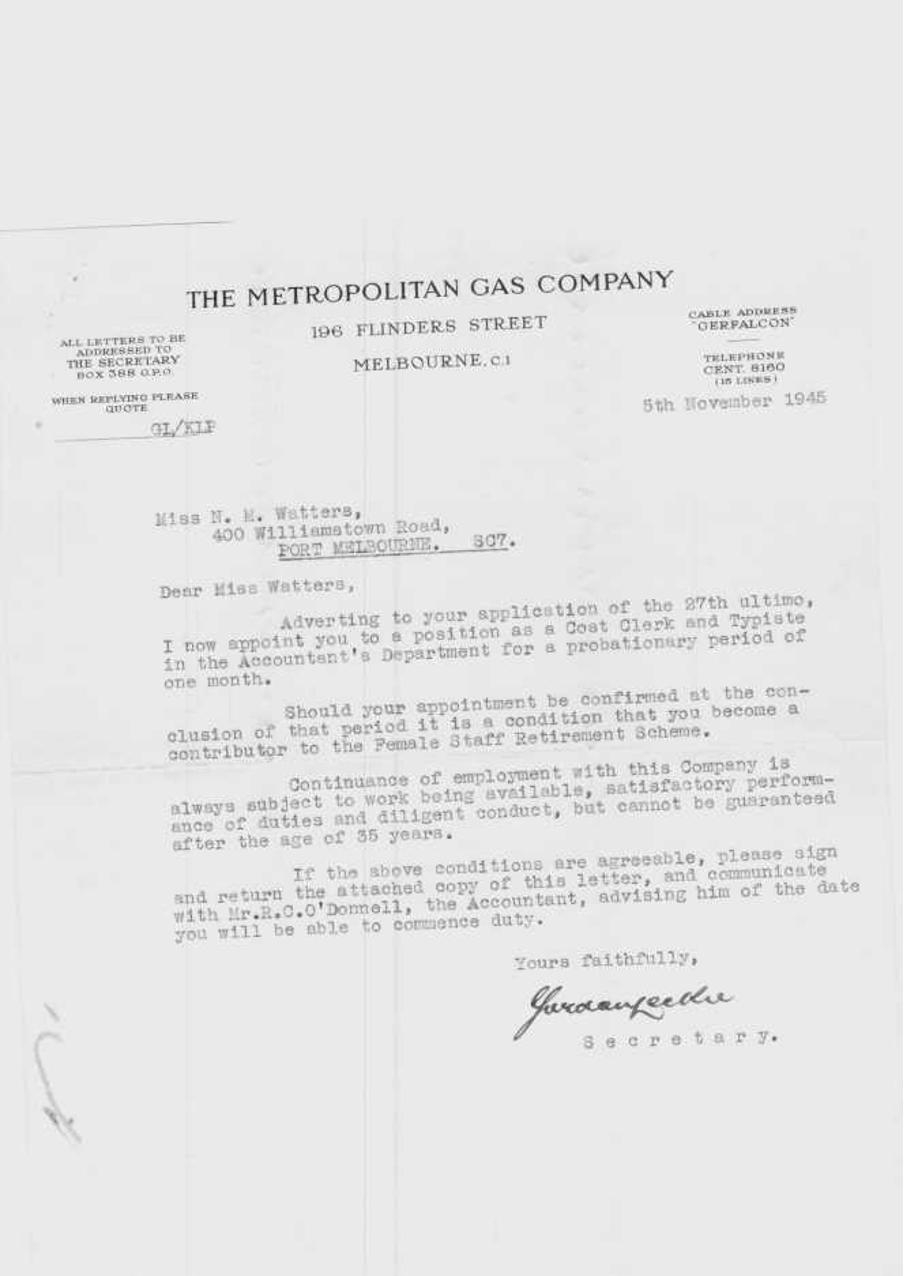 THE METROPOLITAN GAS COMPANY
196 FLINDERS STREET
MELBOURNE, C.1
ALL LETTERS TO BE
ADDRESSED TO
THE SECRETARY
BOX 388 G.P.O.
WHEN REPLYING PLEASE
QUOTE
GL/KLP
CABLE ADDRESS
"GERFALCON"
TELEPHONE
CENT. 8160
(15 LINES)
5th November 1945
Miss N. M. Watters,
400 Williamstown Road,
PORT MELBOURNE. SC7.
Dear Miss Watters,
Adverting to your application of the 27th ultimo,
I now appoint you to a position as a Cost Clerk and Typiste
in the Accountant's Department for a probationary period of
one month.
Should your appointment be confirmed at the con-
clusion of that period it is a condition that you become a
contributor to the Female Staff Retirement Scheme.
Continuance of employment with this Company is
always subject to work being available, satisfactory perform-
ance of duties and diligent conduct, but cannot be guaranteed
after the age of 35 years.
If the above conditions are agreeable, please sign
and return the attached copy of this letter, and communicate
with Mr.R.C.O'Donnell, the Accountant, advising him of the date
you will be able to commence duty.
Yours faithfully,
Secretary.